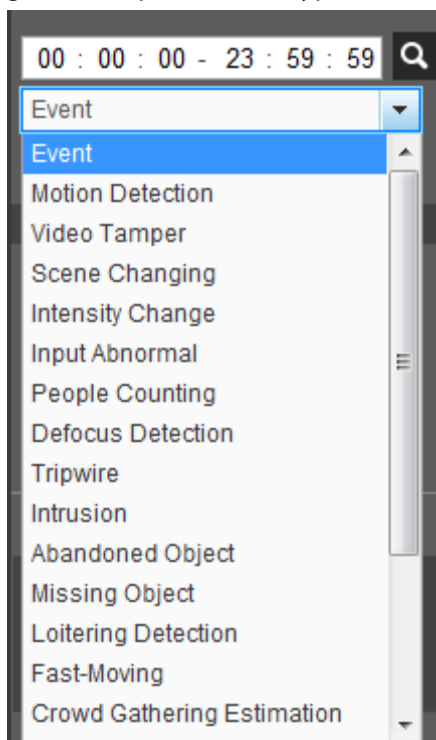 00 : 00 : 00 - 23 : 59 : 59
Event
Event
Motion Detection
Video Tamper
Scene Changing
Intensity Change
Input Abnormal
People Counting
Defocus Detection
Tripwire
Intrusion
Abandoned Object
Missing Object
Loitering Detection
Fast-Moving
Crowd Gathering Estimation